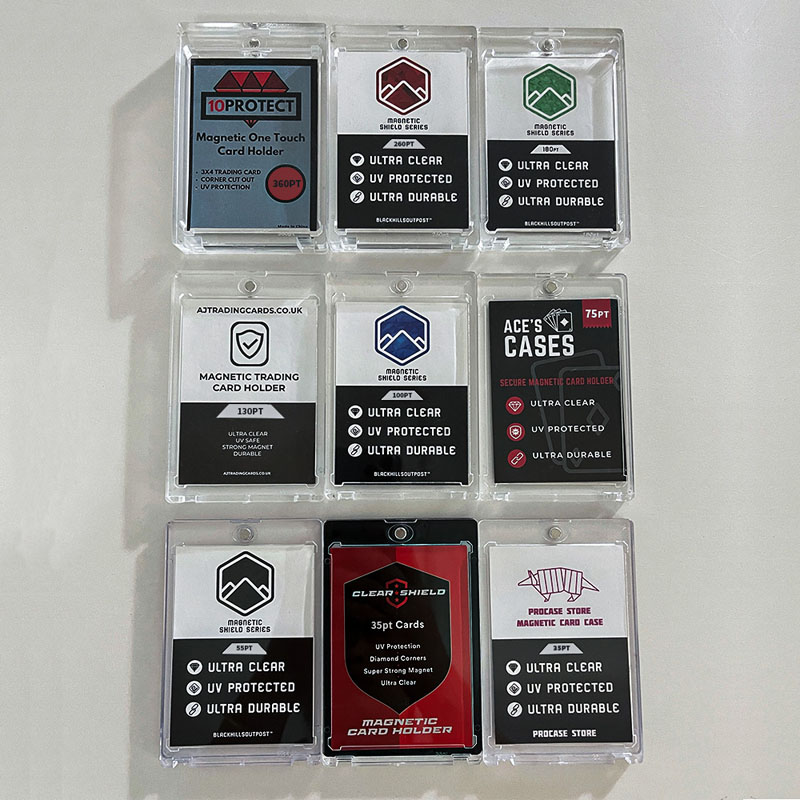 10PROTECT
Magnetic One Touch
Card Holder
• 3X4 TRADING CARD
• CORNER CUT OUT
• UV PROTECTION
360PT
Made in China
MAGNETIC
SHIELD SERIES
260PT
ULTRA CLEAR
UV PROTECTED
ULTRA DURABLE
BLACKHILLSOUTPOST™
MAGNETIC
SHIELD SERIES
180PT
ULTRA CLEAR
UV PROTECTED
ULTRA DURABLE
BLACKHILLSOUTPOST™
AJTRADINGCARDS.CO.UK
MAGNETIC TRADING
CARD HOLDER
130PT
ULTRA CLEAR
UV SAFE
STRONG MAGNET
DURABLE
AJTRADINGCARDS.CO.UK
MAGNETIC
SHIELD SERIES
100PT
ULTRA CLEAR
UV PROTECTED
ULTRA DURABLE
BLACKHILLSOUTPOST™
75PT
ACE'S
CASES
SECURE MAGNETIC CARD HOLDER
ULTRA CLEAR
UV PROTECTED
ULTRA DURABLE
MAGNETIC
SHIELD SERIES
55PT
ULTRA CLEAR
UV PROTECTED
ULTRA DURABLE
BLACKHILLSOUTPOST™
CLEAR SHIELD
35pt Cards
UV Protection
Diamond Corners
Super Strong Magnet
Ultra Clear
MAGNETIC
CARD HOLDER
PROCASE STORE
MAGNETIC CARD CASE
35PT
ULTRA CLEAR
UV PROTECTED
ULTRA DURABLE
PROCASE STORE